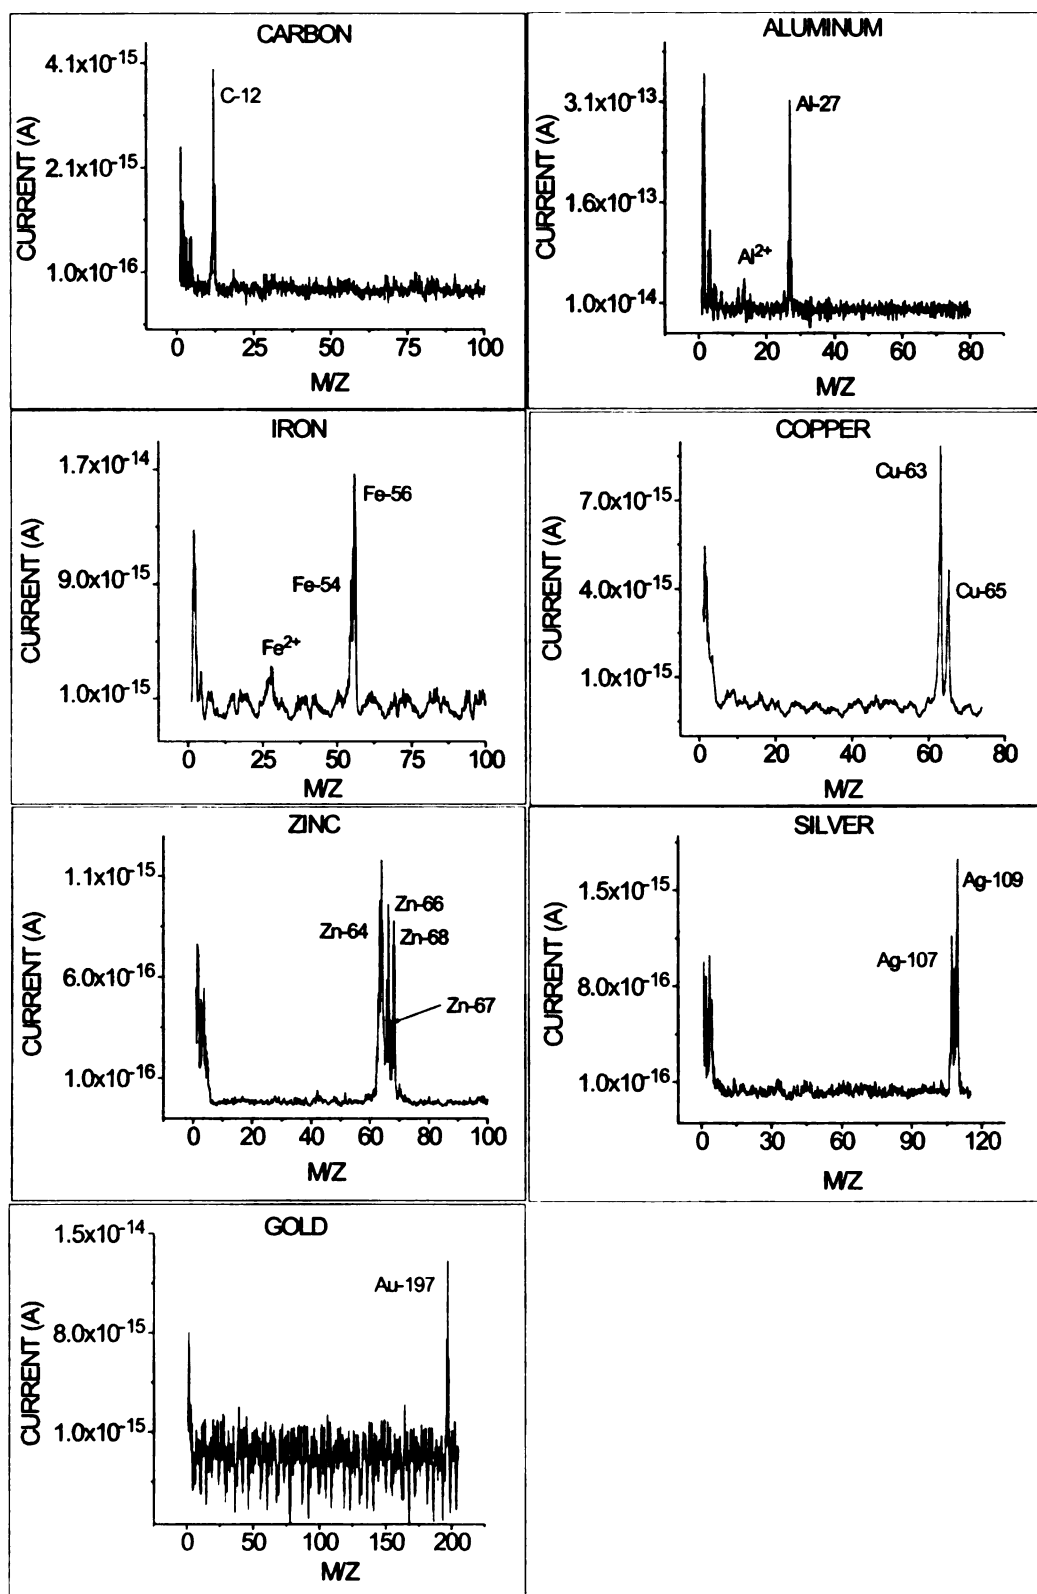 CARBON
CURRENT (A)
4.1x10⁻¹⁵
2.1x10⁻¹⁵
1.0x10⁻¹⁶
C-12
0 25 50 75 100
M/Z
ALUMINUM
CURRENT (A)
3.1x10⁻¹³
1.6x10⁻¹³
1.0x10⁻¹⁴
Al-27
Al²⁺
0 20 40 60 80
M/Z
IRON
CURRENT (A)
1.7x10⁻¹⁴
9.0x10⁻¹⁵
1.0x10⁻¹⁵
Fe-56
Fe-54
Fe²⁺
0 25 50 75 100
M/Z
COPPER
CURRENT (A)
7.0x10⁻¹⁵
4.0x10⁻¹⁵
1.0x10⁻¹⁵
Cu-63
Cu-65
0 20 40 60 80
M/Z
ZINC
CURRENT (A)
1.1x10⁻¹⁵
6.0x10⁻¹⁶
1.0x10⁻¹⁶
Zn-66
Zn-64
Zn-68
Zn-67
0 20 40 60 80 100
M/Z
SILVER
CURRENT (A)
1.5x10⁻¹⁵
8.0x10⁻¹⁶
1.0x10⁻¹⁶
Ag-109
Ag-107
0 30 60 90 120
M/Z
GOLD
CURRENT (A)
1.5x10⁻¹⁴
8.0x10⁻¹⁵
1.0x10⁻¹⁵
Au-197
0 50 100 150 200
M/Z